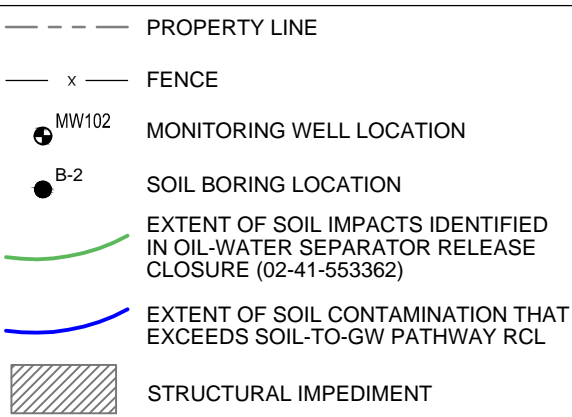 PROPERTY LINE
x FENCE
MW102 MONITORING WELL LOCATION
B-2 SOIL BORING LOCATION
EXTENT OF SOIL IMPACTS IDENTIFIED
IN OIL-WATER SEPARATOR RELEASE
CLOSURE (02-41-553362)
EXTENT OF SOIL CONTAMINATION THAT
EXCEEDS SOIL-TO-GW PATHWAY RCL
STRUCTURAL IMPEDIMENT